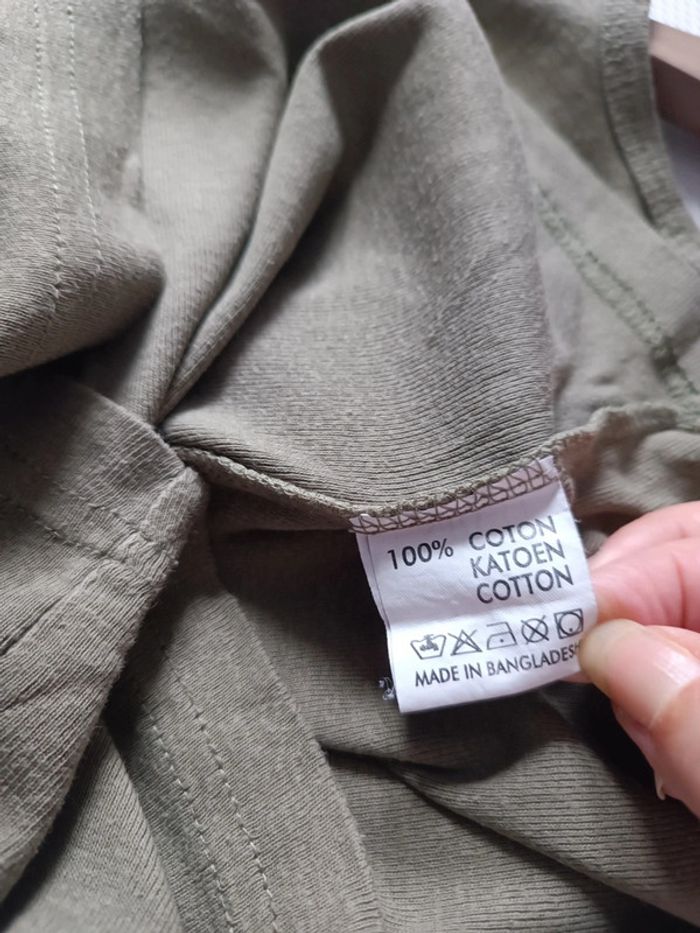 100% COTON
KATOEN
COTTON
MADE IN BANGLADESH